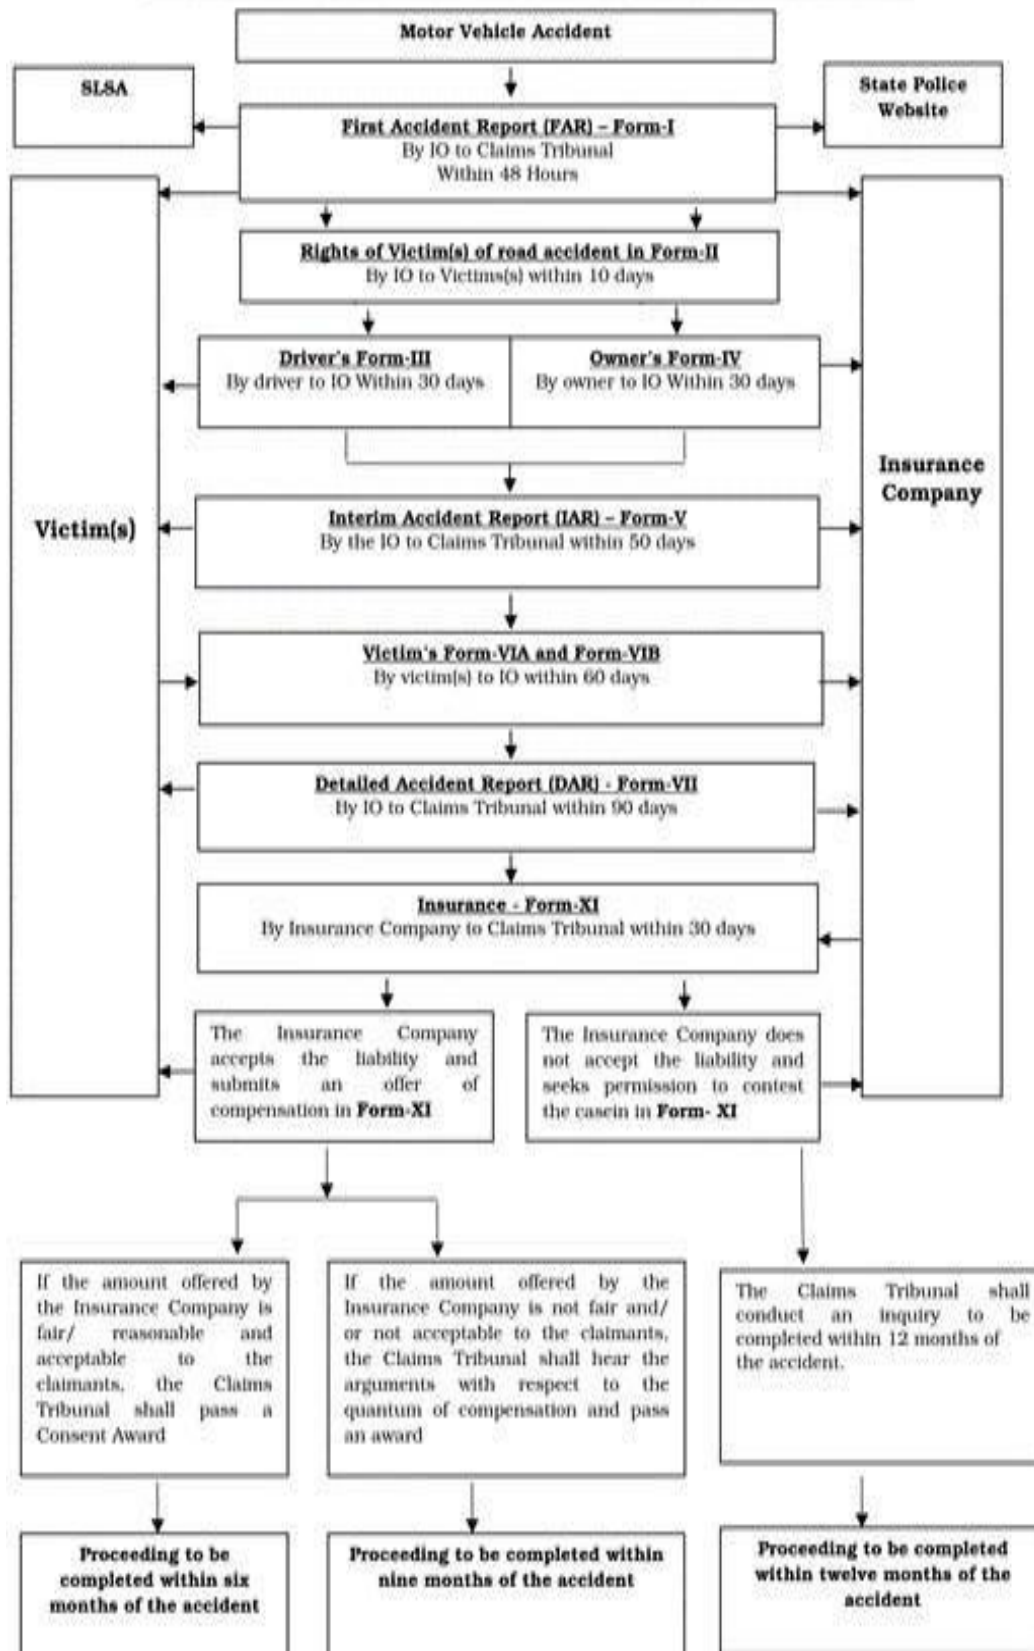 Motor Vehicle Accident
SLSA
State Police
Website
First Accident Report (FAR) – Form-I
By IO to Claims Tribunal
Within 48 Hours
Rights of Victim(s) of road accident in Form-II
By IO to Victims(s) within 10 days
Driver's Form-III
By driver to IO Within 30 days
Owner's Form-IV
By owner to IO Within 30 days
Victim(s)
Insurance
Company
Interim Accident Report (IAR) – Form-V
By the IO to Claims Tribunal within 50 days
Victim's Form-VIA and Form-VIB
By victim(s) to IO within 60 days
Detailed Accident Report (DAR) - Form-VII
By IO to Claims Tribunal within 90 days
Insurance - Form-XI
By Insurance Company to Claims Tribunal within 30 days
The Insurance Company
accepts the liability and
submits an offer of
compensation in Form-XI
The Insurance Company does
not accept the liability and
seeks permission to contest
the casein in Form- XI
If the amount offered by
the Insurance Company is
fair/ reasonable and
acceptable to the
claimants, the Claims
Tribunal shall pass a
Consent Award
If the amount offered by the
Insurance Company is not fair and/
or not acceptable to the claimants,
the Claims Tribunal shall hear the
arguments with respect to the
quantum of compensation and pass
an award
The Claims Tribunal shall
conduct an inquiry to be
completed within 12 months of
the accident.
Proceeding to be
completed within six
months of the accident
Proceeding to be completed within
nine months of the accident
Proceeding to be completed
within twelve months of the
accident